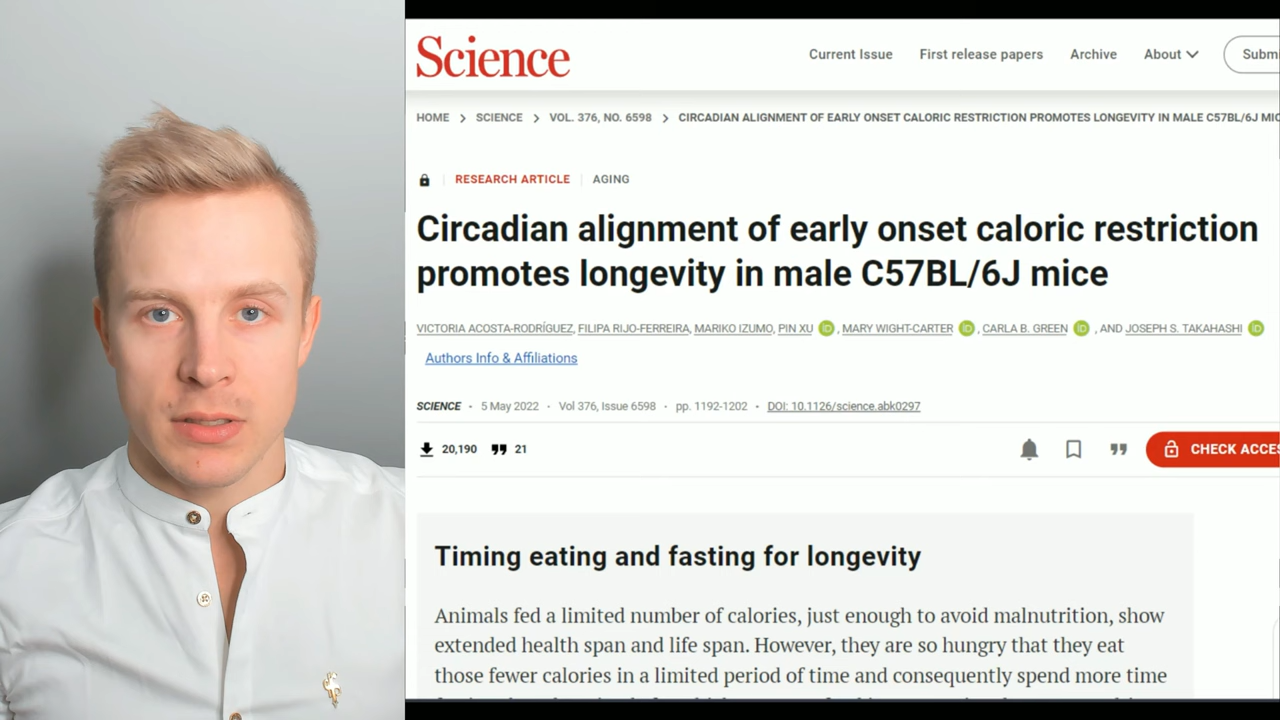 Science
Current Issue First release papers Archive About
HOME > SCIENCE > VOL. 376, NO. 6598 > CIRCADIAN ALIGNMENT OF EARLY ONSET CALORIC RESTRICTION PROMOTES LONGEVITY IN MALE C57BL/6J
RESEARCH ARTICLE AGING
Circadian alignment of early onset caloric restriction
promotes longevity in male C57BL/6J mice
VICTORIA ACOSTA-RODRÍGUEZ, FILIPA RIJO-FERREIRA, MARIKO IZUMO, PIN XU iD, MARY WIGHT-CARTER iD, CARLA B. GREEN iD, AND JOSEPH S. TAKAHASHI iD
Authors Info & Affiliations
SCIENCE · 5 May 2022 · Vol 376, Issue 6598 · pp. 1192-1202 · DOI: 10.1126/science.abk0297
20,190 21
CHECK
Timing eating and fasting for longevity
Animals fed a limited number of calories, just enough to avoid malnutrition, show
extended health span and life span. However, they are so hungry that they eat
those fewer calories in a limited period of time and consequently spend more time